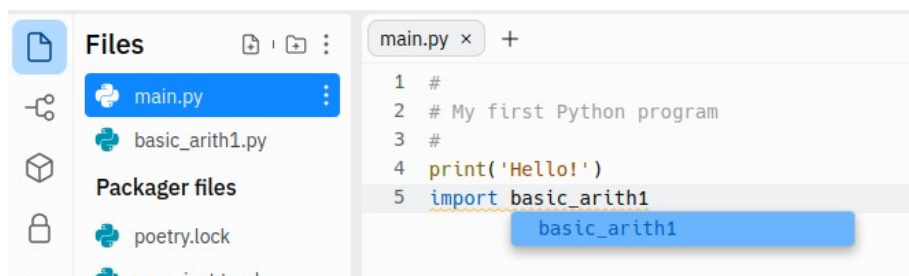 Files
main.py
basic_arith1.py
Packager files
poetry.lock
main.py × +
1 #
2 # My first Python program
3 #
4 print('Hello!')
5 import basic_arith1
basic_arith1